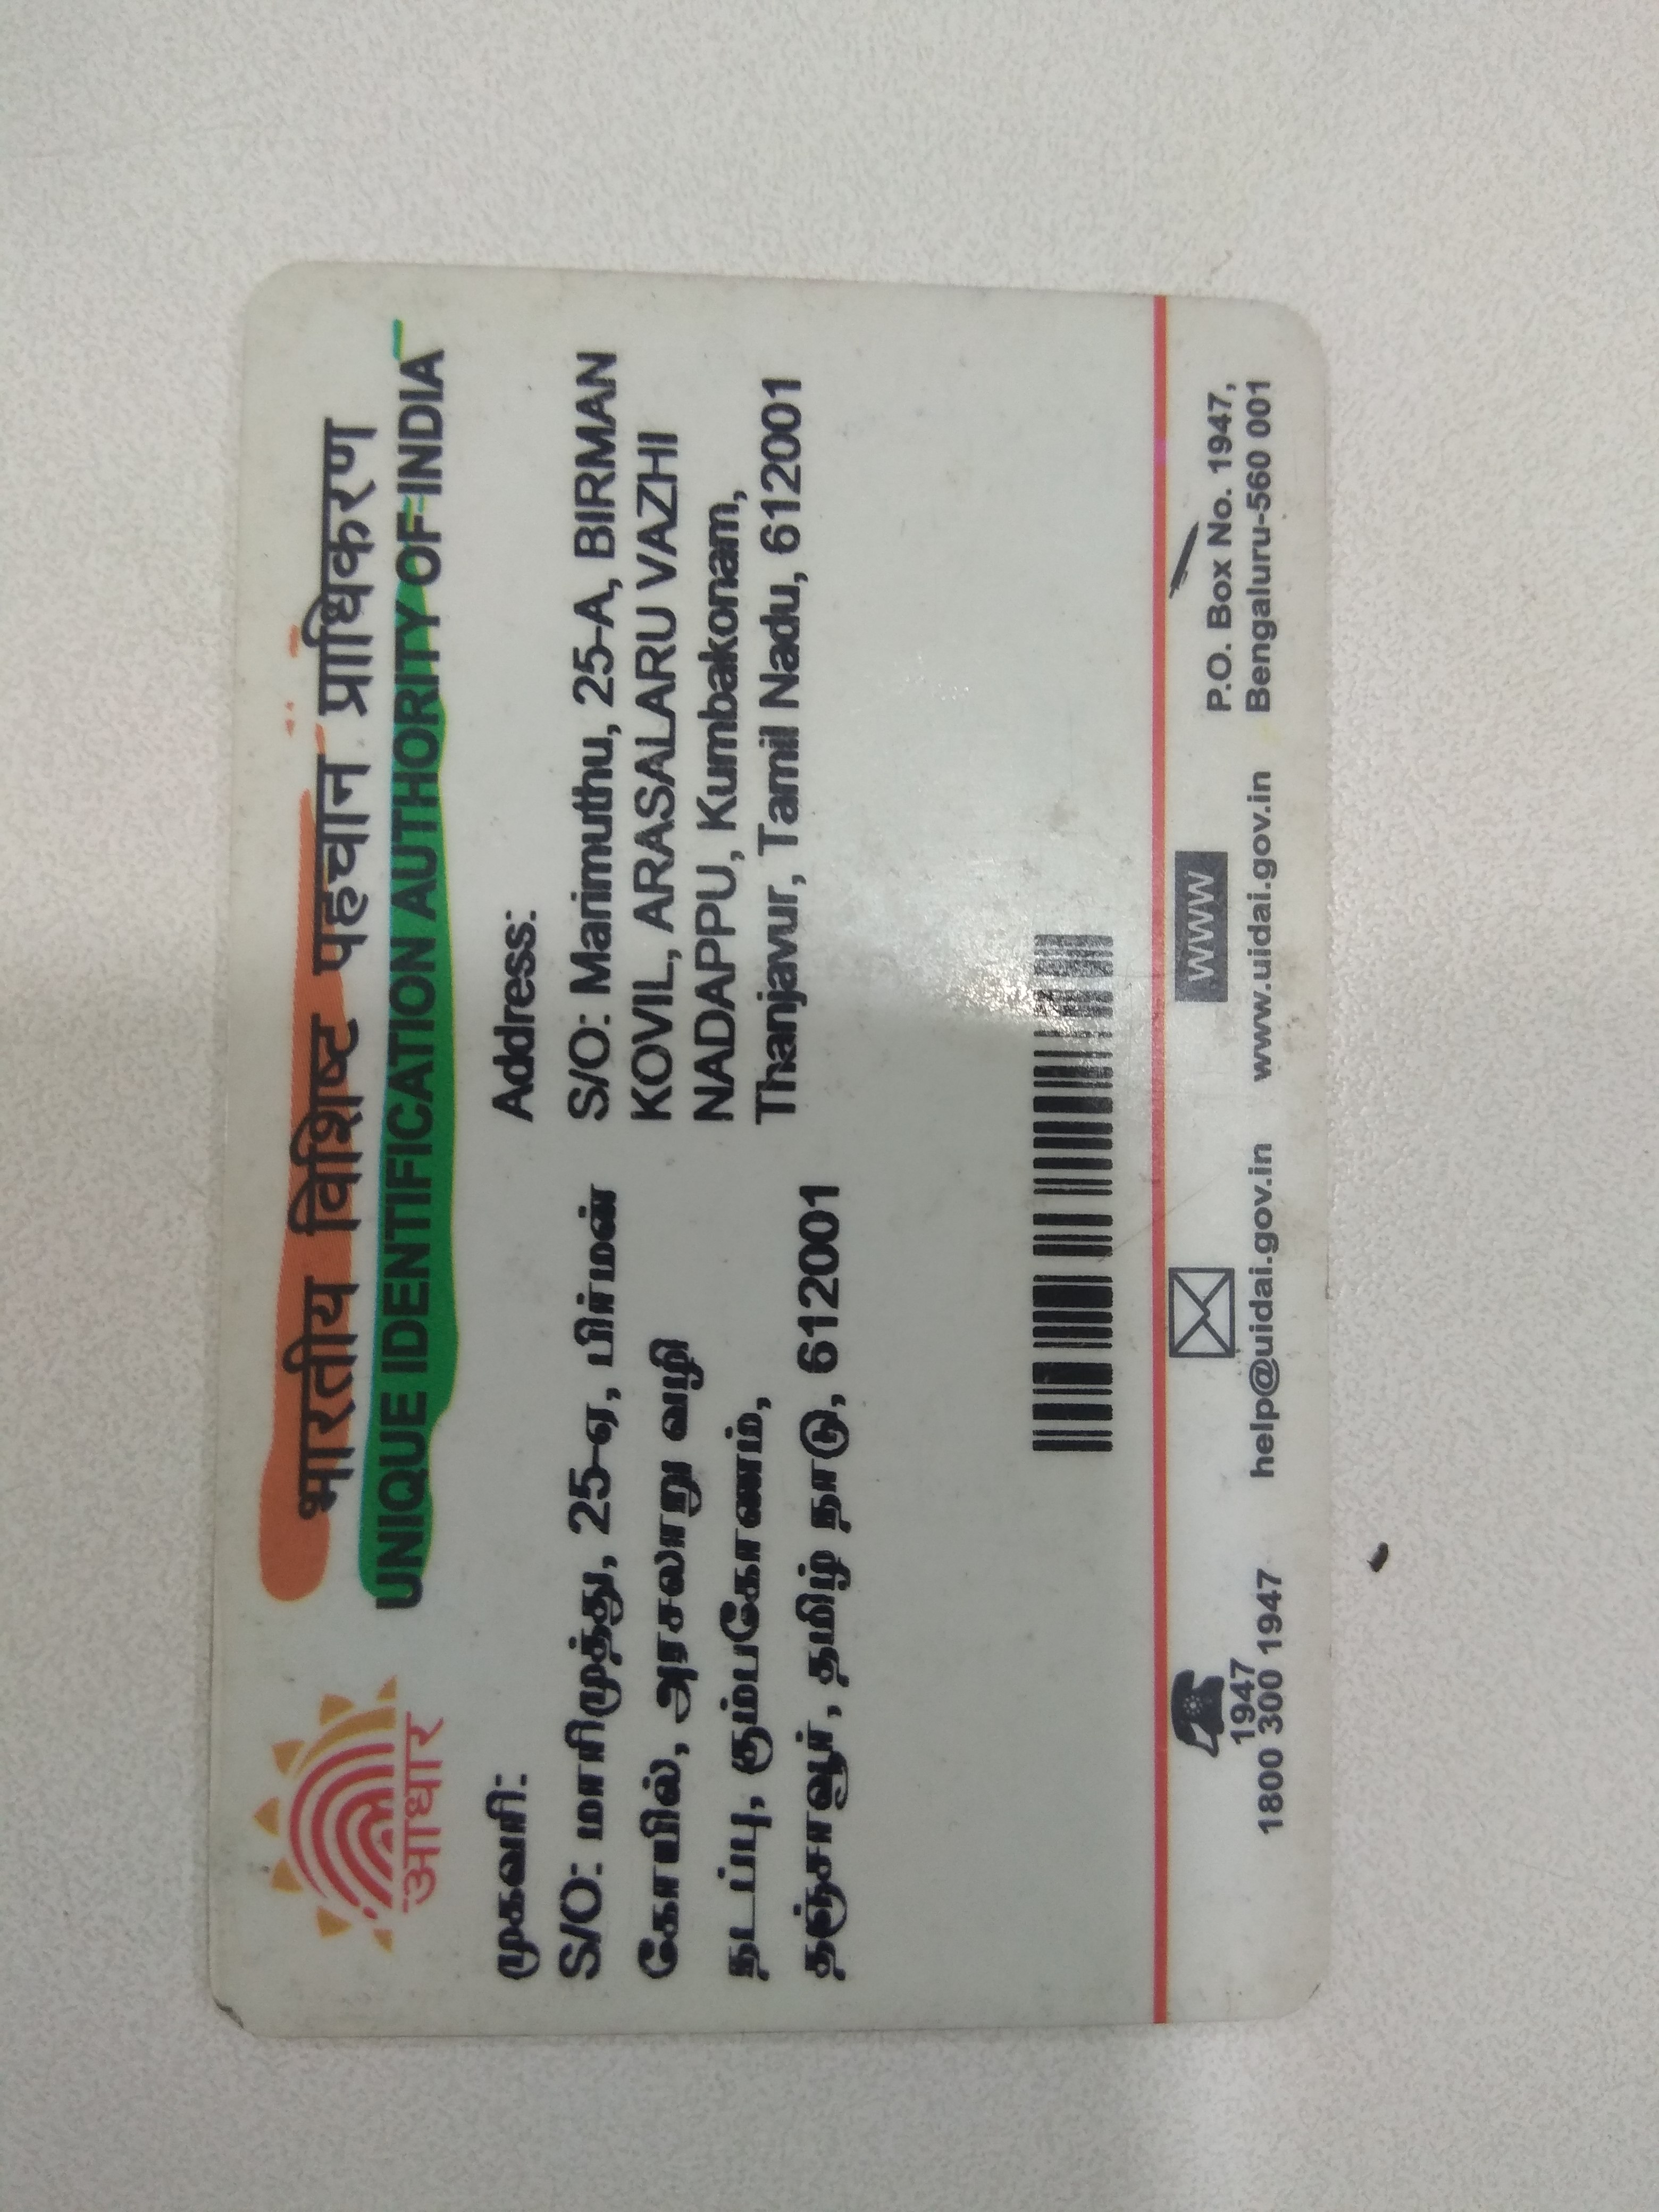 आधार
भारतीय विशिष्ट पहचान प्राधिकरण
UNIQUE IDENTIFICATION AUTHORITY OF INDIA
முகவரி:
S/O: மாரிமுத்து, 25-ஏ, பிர்மன்
கோயில், அரசலாறு வழி
நடப்பு, கும்பகோணம்,
தஞ்சாவூர், தமிழ் நாடு, 612001
Address:
S/O: Marimuthu, 25-A, BIRMAN
KOVIL, ARASALARU VAZHI
NADAPPU, Kumbakonam,
Thanjavur, Tamil Nadu, 612001
1947
1800 300 1947
help@uidai.gov.in
WWW
www.uidai.gov.in
P.O. Box No. 1947,
Bengaluru-560 001